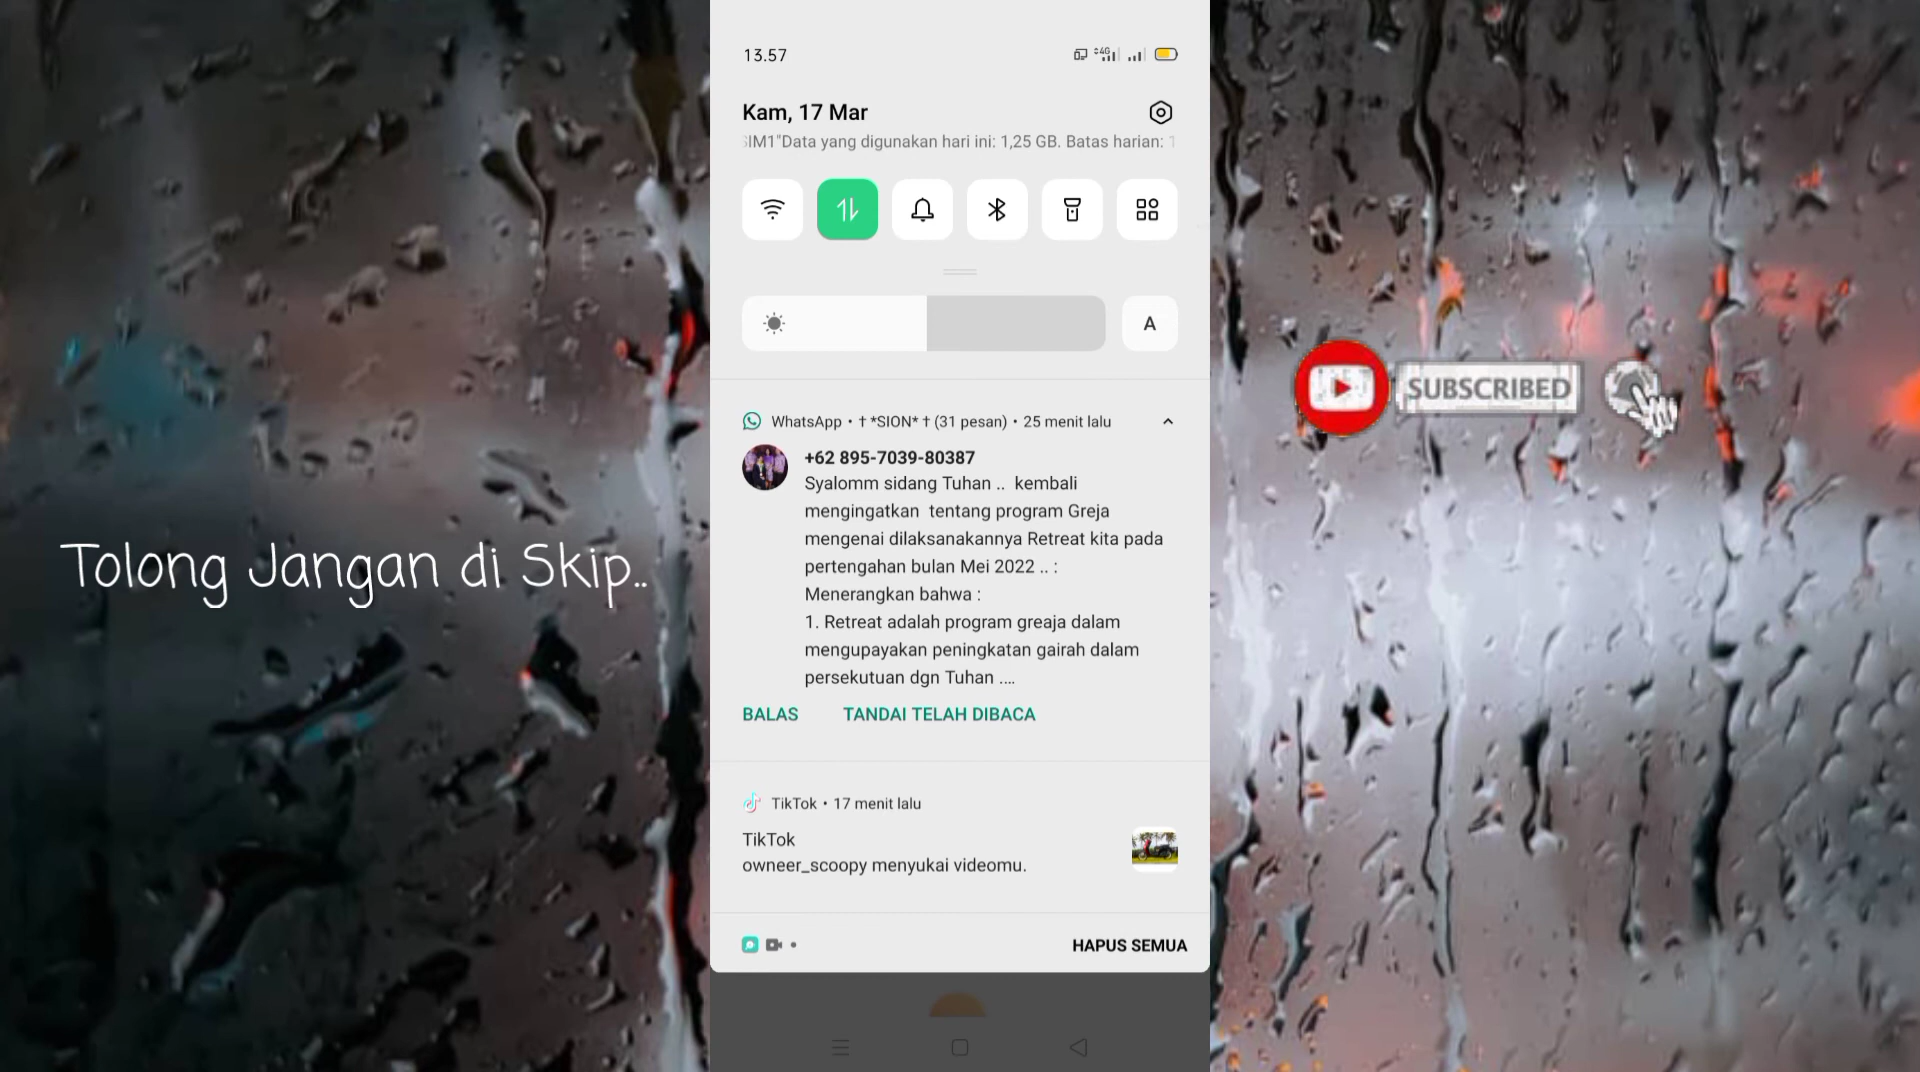 13.57
4G
Kam, 17 Mar
SIM1"Data yang digunakan hari ini: 1,25 GB. Batas harian: 1
A
WhatsApp • † *SION* † (31 pesan) • 25 menit lalu
+62 895-7039-80387
Syalomm sidang Tuhan .. kembali
mengingatkan tentang program Greja
mengenai dilaksanakannya Retreat kita pada
pertengahan bulan Mei 2022 .. :
Menerangkan bahwa :
1. Retreat adalah program greaja dalam
mengupayakan peningkatan gairah dalam
persekutuan dgn Tuhan ....
BALAS TANDAI TELAH DIBACA
TikTok • 17 menit lalu
TikTok
owneer_scoopy menyukai videomu.
HAPUS SEMUA
Tolong Jangan di Skip..
SUBSCRIBED